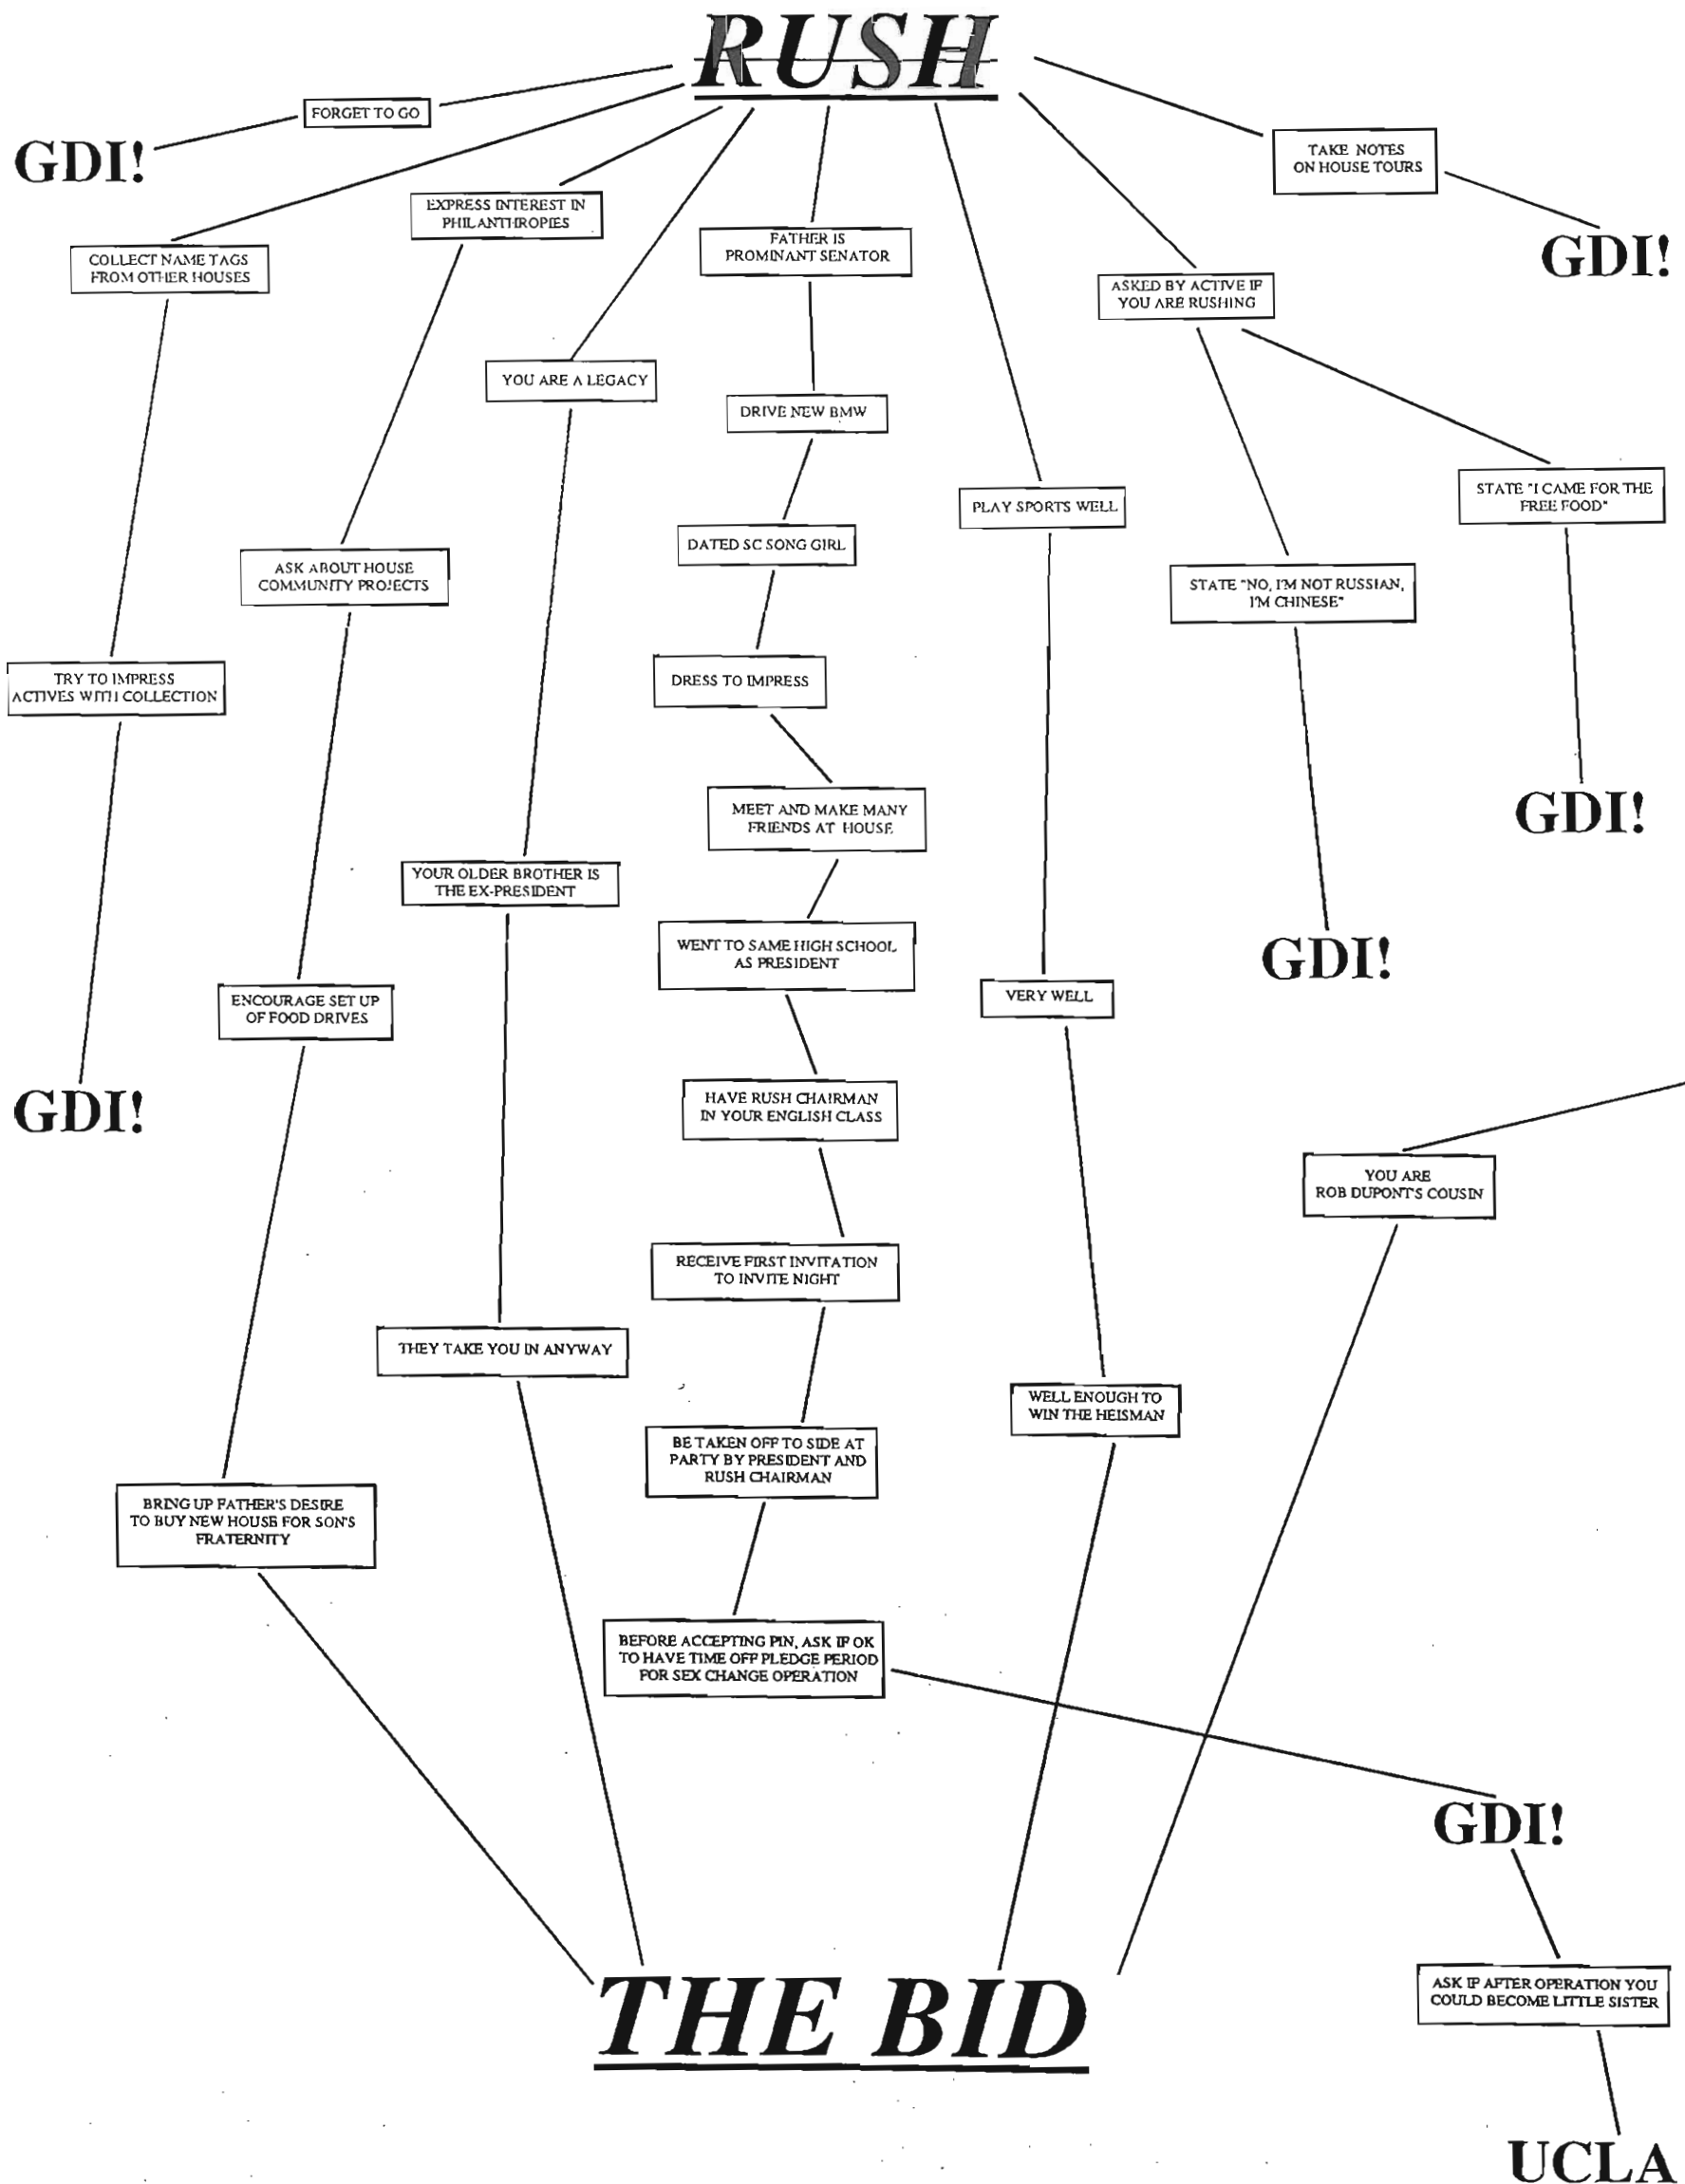 RUSH
FORGET TO GO
GDI!
TAKE NOTES
ON HOUSE TOURS
GDI!
EXPRESS INTEREST IN
PHILANTHROPIES
COLLECT NAME TAGS
FROM OTHER HOUSES
FATHER IS
PROMINANT SENATOR
ASKED BY ACTIVE IF
YOU ARE RUSHING
YOU ARE A LEGACY
DRIVE NEW BMW
STATE "I CAME FOR THE
FREE FOOD"
PLAY SPORTS WELL
DATED SC SONG GIRL
ASK ABOUT HOUSE
COMMUNITY PROJECTS
STATE "NO, I'M NOT RUSSIAN,
I'M CHINESE"
TRY TO IMPRESS
ACTIVES WITH COLLECTION
DRESS TO IMPRESS
MEET AND MAKE MANY
FRIENDS AT HOUSE
GDI!
YOUR OLDER BROTHER IS
THE EX-PRESIDENT
WENT TO SAME HIGH SCHOOL
AS PRESIDENT
GDI!
ENCOURAGE SET UP
OF FOOD DRIVES
VERY WELL
GDI!
HAVE RUSH CHAIRMAN
IN YOUR ENGLISH CLASS
YOU ARE
ROB DUPONT'S COUSIN
RECEIVE FIRST INVITATION
TO INVITE NIGHT
THEY TAKE YOU IN ANYWAY
WELL ENOUGH TO
WIN THE HEISMAN
BE TAKEN OFF TO SIDE AT
PARTY BY PRESIDENT AND
RUSH CHAIRMAN
BRING UP FATHER'S DESIRE
TO BUY NEW HOUSE FOR SON'S
FRATERNITY
BEFORE ACCEPTING PIN, ASK IF OK
TO HAVE TIME OFF PLEDGE PERIOD
FOR SEX CHANGE OPERATION
GDI!
THE BID
ASK IF AFTER OPERATION YOU
COULD BECOME LITTLE SISTER
UCLA